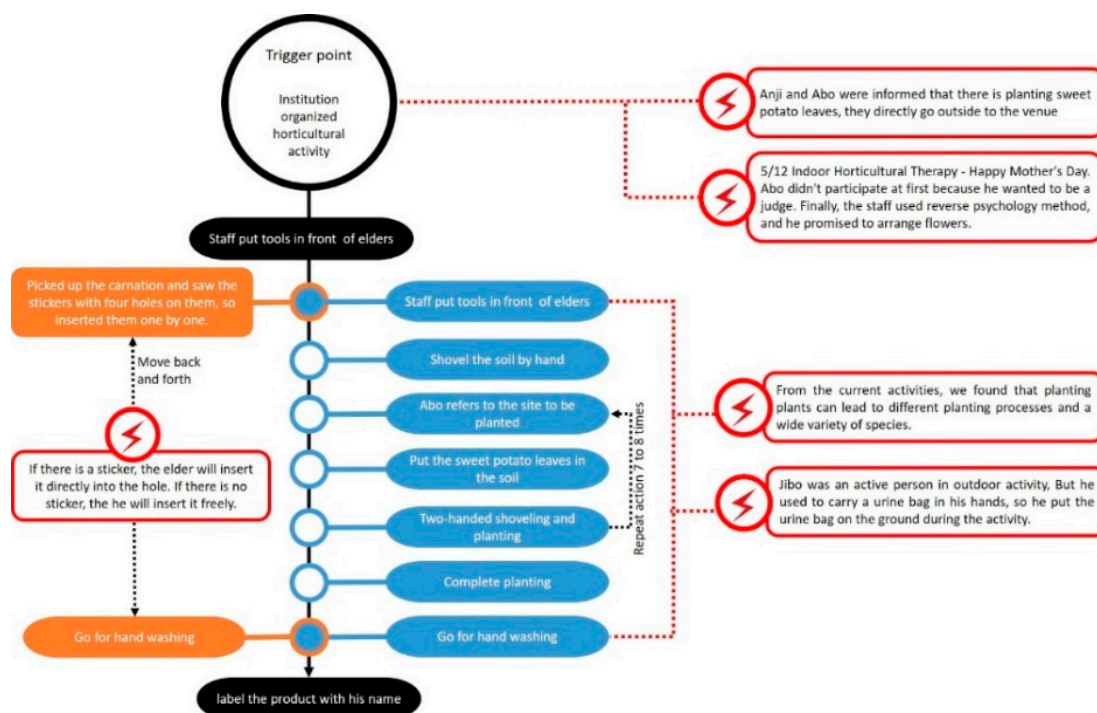 Trigger point
Institution
organized
horticultural
activity
Anji and Abo were informed that there is planting sweet
potato leaves, they directly go outside to the venue
5/12 Indoor Horticultural Therapy - Happy Mother's Day.
Abo didn't participate at first because he wanted to be a
judge. Finally, the staff used reverse psychology method,
and he promised to arrange flowers.
Staff put tools in front of elders
Picked up the carnation and saw the
stickers with four holes on them, so
inserted them one by one.
Staff put tools in front of elders
Move back
and forth
Shovel the soil by hand
Abo refers to the site to be
planted
Put the sweet potato leaves in
the soil
Two-handed shoveling and
planting
Repeat action 7 to 8 times
Complete planting
If there is a sticker, the elder will insert
it directly into the hole. If there is no
sticker, the he will insert it freely.
From the current activities, we found that planting
plants can lead to different planting processes and a
wide variety of species.
Jibo was an active person in outdoor activity, But he
used to carry a urine bag in his hands, so he put the
urine bag on the ground during the activity.
Go for hand washing
Go for hand washing
label the product with his name